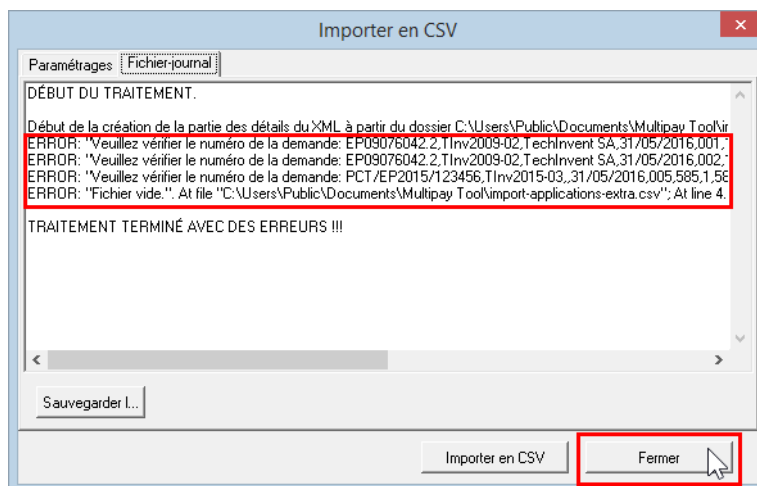 Importer en CSV
Paramétrages Fichier-journal
DÉBUT DU TRAITEMENT.
Début de la création de la partie des détails du XML à partir du dossier C:\Users\Public\Documents\Multipay Tool\ir
ERROR: "Veuillez vérifier le numéro de la demande: EP09076042.2,TInv2009-02,TechInvent SA,31/05/2016,001,
ERROR: "Veuillez vérifier le numéro de la demande: EP09076042.2,TInv2009-02,TechInvent SA,31/05/2016,002,
ERROR: "Veuillez vérifier le numéro de la demande: PCT/EP2015/123456,TInv2015-03,,31/05/2016,005,585,1,58
ERROR: "Fichier vide.". At file "C:\Users\Public\Documents\Multipay Tool\import-applications-extra.csv"; At line 4.
TRAITEMENT TERMINÉ AVEC DES ERREURS !!!
Sauvegarder l...
Importer en CSV Fermer